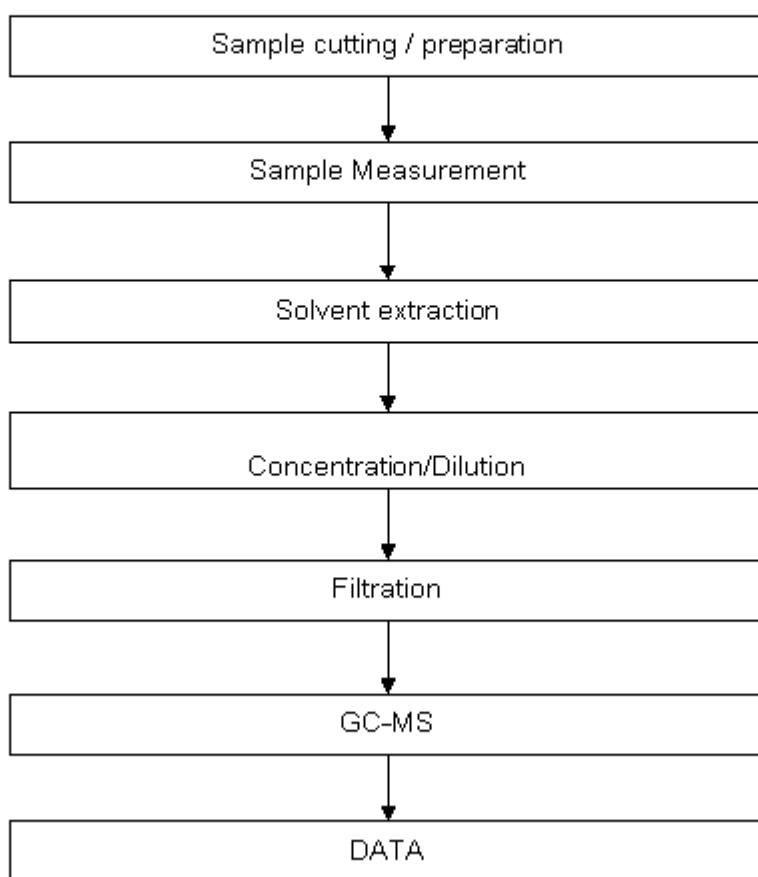 Sample cutting / preparation
Sample Measurement
Solvent extraction
Concentration/Dilution
Filtration
GC-MS
DATA